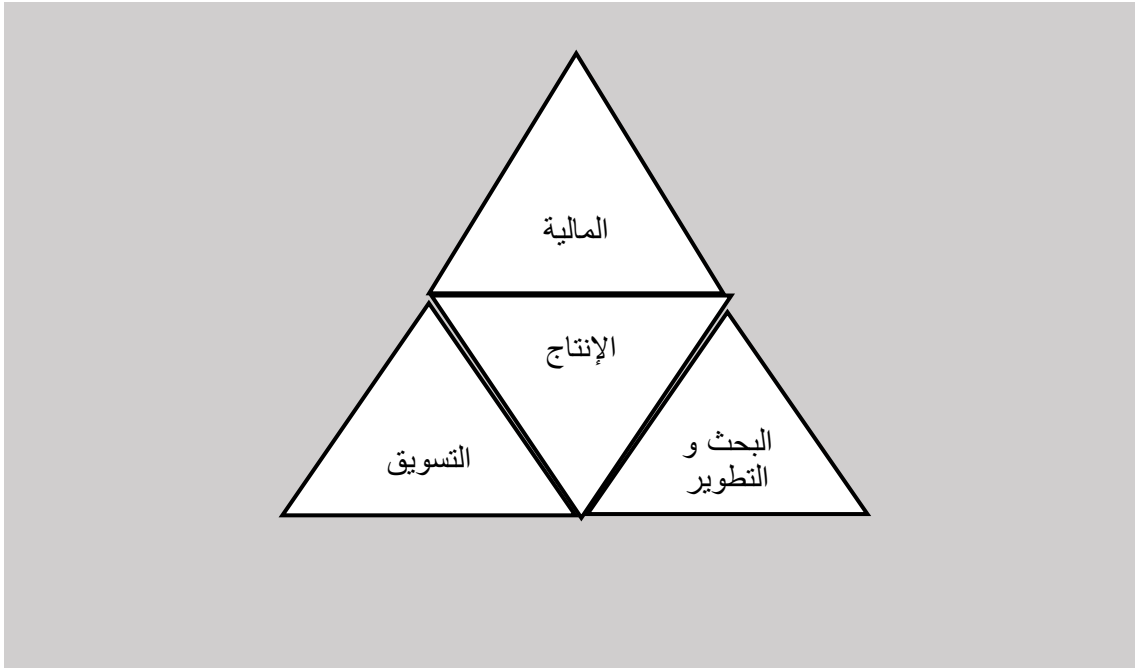 المالية
الإنتاج
البحث و
التطوير
التسويق